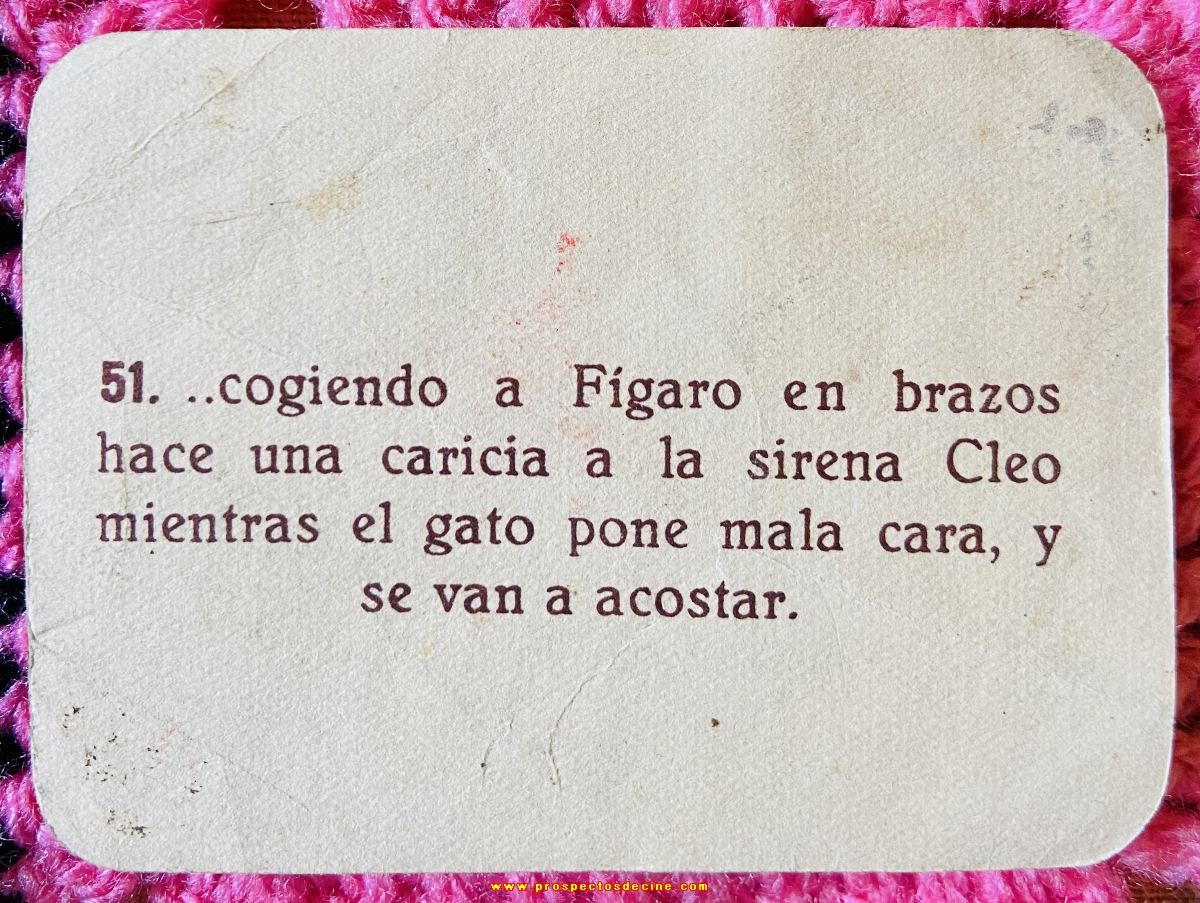 51. ..cogiendo a Fígaro en brazos
hace una caricia a la sirena Cleo
mientras el gato pone mala cara, y
se van a acostar.
www.prospectosdecine.com